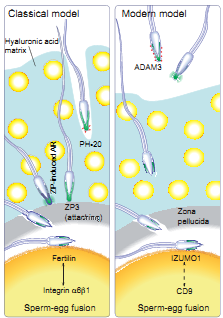 Classical model
Hyaluronic acid
matrix
PH-20
ZP-induced AR
ZP3
(attaching)
Fertilin
Integrin α6β1
Sperm-egg fusion
Modern model
ADAM3
Zona
pellucida
IZUMO1
CD9
Sperm-egg fusion